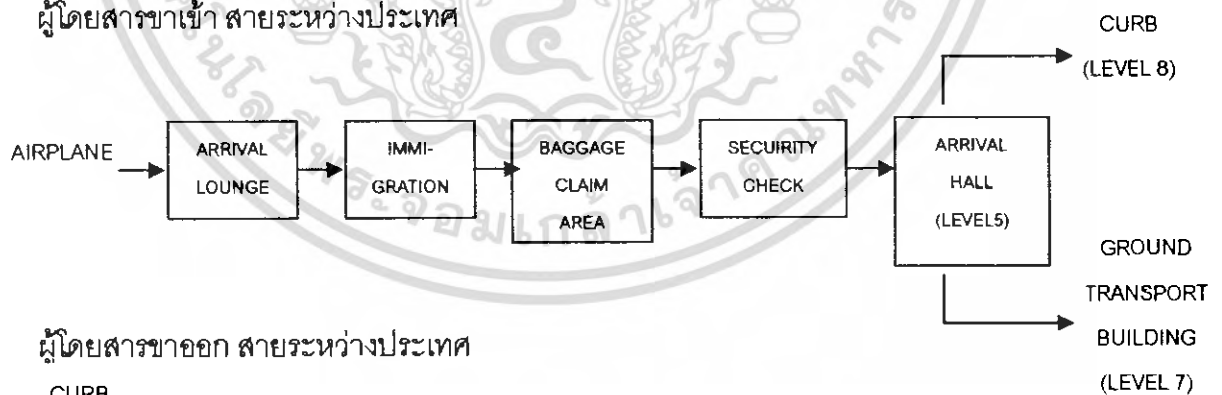 ผู้โดยสารขาเข้า สายระหว่างประเทศ
CURB
(LEVEL 8)
AIRPLANE
ARRIVAL
LOUNGE
IMMI-
GRATION
BAGGAGE
CLAIM
AREA
SECUIRITY
CHECK
ARRIVAL
HALL
(LEVEL5)
GROUND
TRANSPORT
BUILDING
(LEVEL 7)
ผู้โดยสารขาออก สายระหว่างประเทศ
CURB